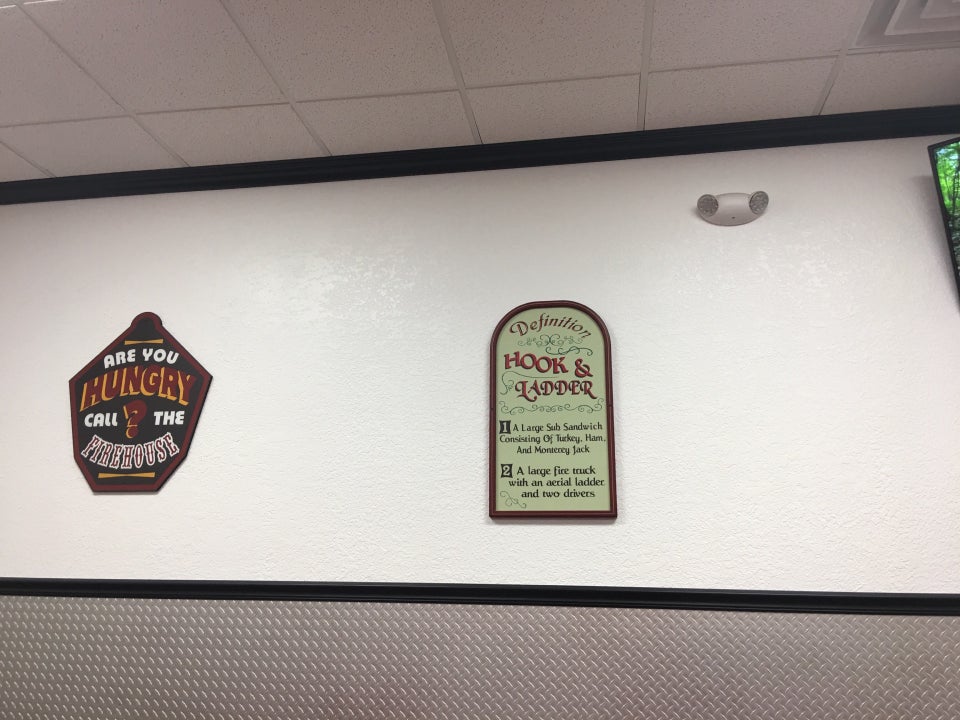 ARE YOU
HUNGRY
CALL ? THE
FIREHOUSE
Definition
HOOK &
LADDER
1 A Large Sub Sandwich
Consisting Of Turkey, Ham,
And Monterey Jack
2 A large fire truck
with an aerial ladder
and two drivers